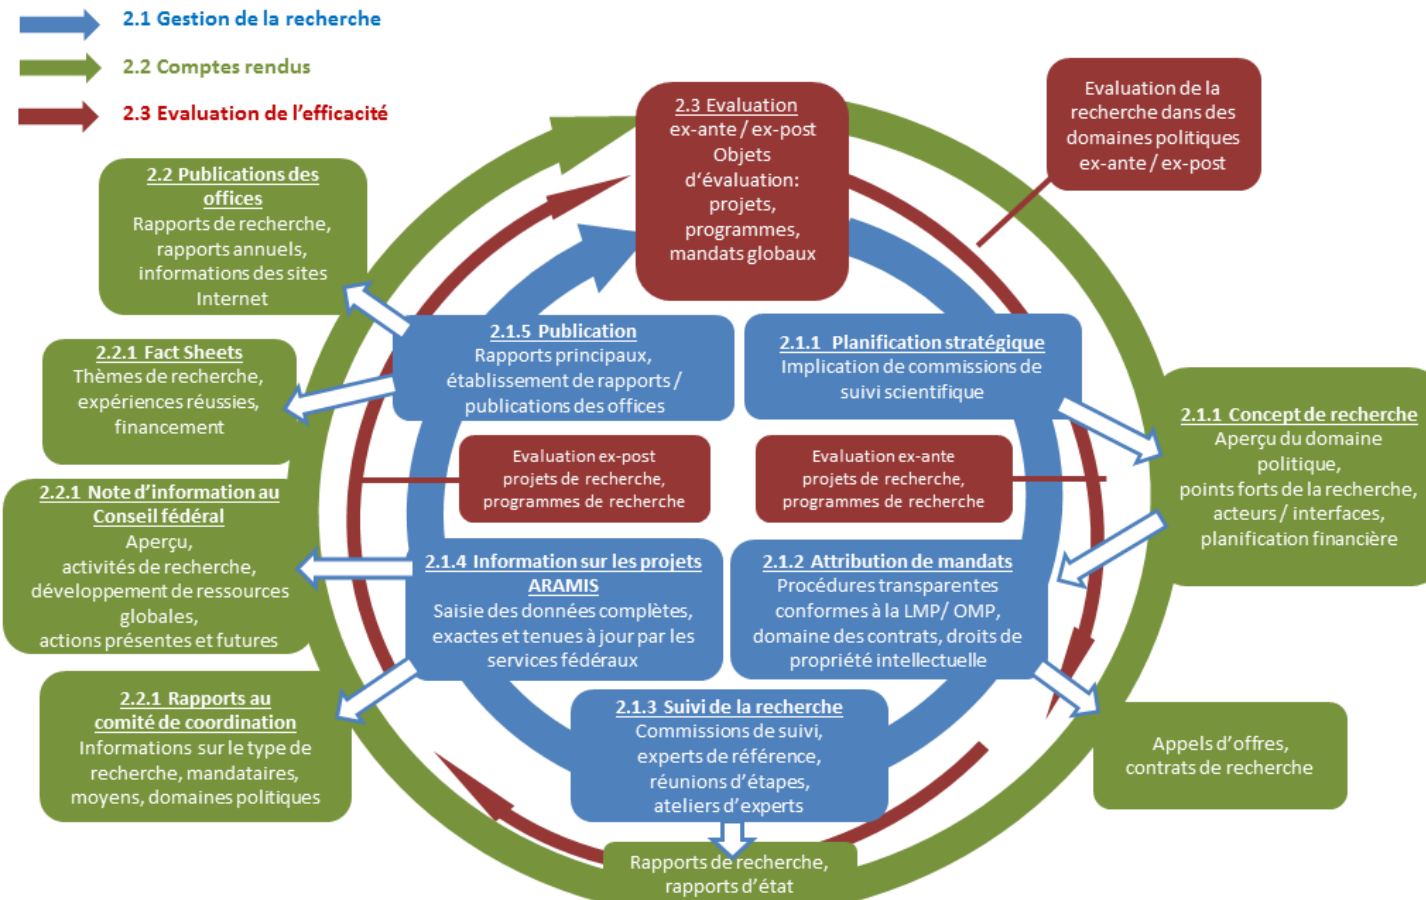 2.1 Gestion de la recherche
2.2 Comptes rendus
2.3 Evaluation de l'efficacité
2.3 Evaluation
ex-ante / ex-post
Objets
d'évaluation:
projets,
programmes,
mandats globaux
Evaluation de la
recherche dans des
domaines politiques
ex-ante / ex-post
2.2 Publications des
offices
Rapports de recherche,
rapports annuels,
informations des sites
Internet
2.1.5 Publication
Rapports principaux,
établissement de rapports /
publications des offices
2.1.1 Planification stratégique
Implication de commissions de
suivi scientifique
2.2.1 Fact Sheets
Thèmes de recherche,
expériences réussies,
financement
2.1.1 Concept de recherche
Aperçu du domaine
politique,
points forts de la recherche,
acteurs / interfaces,
planification financière
Evaluation ex-post
projets de recherche,
programmes de recherche
Evaluation ex-ante
projets de recherche,
programmes de recherche
2.2.1 Note d'information au
Conseil fédéral
Aperçu,
activités de recherche,
développement de ressources
globales,
actions présentes et futures
2.1.4 Information sur les projets
ARAMIS
Saisie des données complètes,
exactes et tenues à jour par les
services fédéraux
2.1.2 Attribution de mandats
Procédures transparentes
conformes à la LMP/ OMP,
domaine des contrats, droits de
propriété intellectuelle
2.2.1 Rapports au
comité de coordination
Informations sur le type de
recherche, mandataires,
moyens, domaines politiques
2.1.3 Suivi de la recherche
Commissions de suivi,
experts de référence,
réunions d'étapes,
ateliers d'experts
Appels d'offres,
contrats de recherche
Rapports de recherche,
rapports d'état